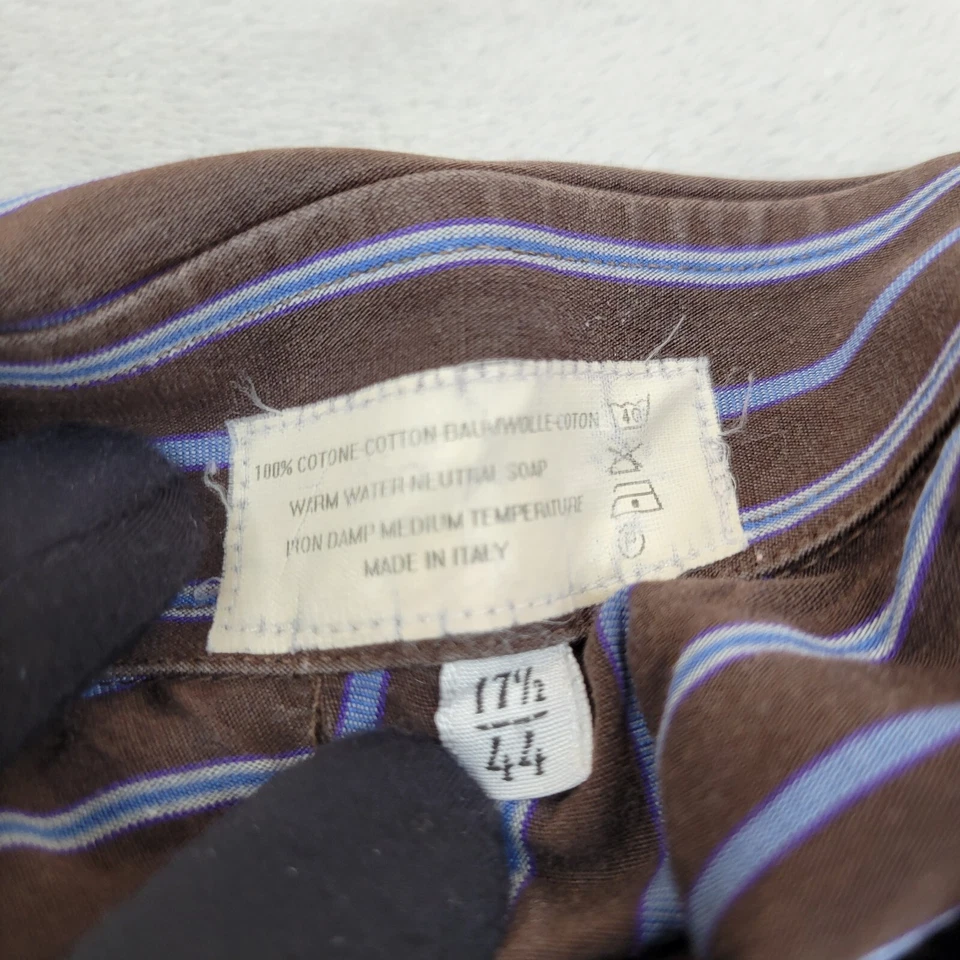 100% COTONE-COTTON-BAUMWOLLE-COTON
WARM WATER-NEUTRAL SOAP
IRON DAMP MEDIUM TEMPERATURE
MADE IN ITALY
40
P
17½
44